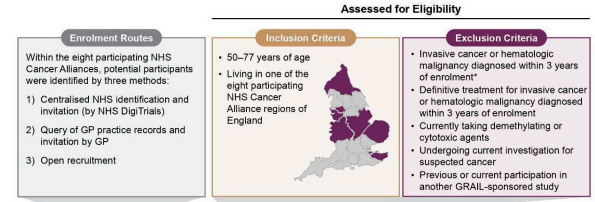 Assessed for Eligibility
Enrolment Routes
Within the eight participating NHS
Cancer Alliances, potential participants
were identified by three methods:
1) Centralised NHS identification and
invitation (by NHS DigiTrials)
2) Query of GP practice records and
invitation by GP
3) Open recruitment
Inclusion Criteria
• 50–77 years of age
• Living in one of the
eight participating
NHS Cancer
Alliance regions of
England
Exclusion Criteria
• Invasive cancer or hematologic
malignancy diagnosed within 3 years
of enrolment*
• Definitive treatment for invasive cancer
or hematologic malignancy diagnosed
within 3 years of enrolment
• Currently taking demethylating or
cytotoxic agents
• Undergoing current investigation for
suspected cancer
• Previous or current participation in
another GRAIL-sponsored study